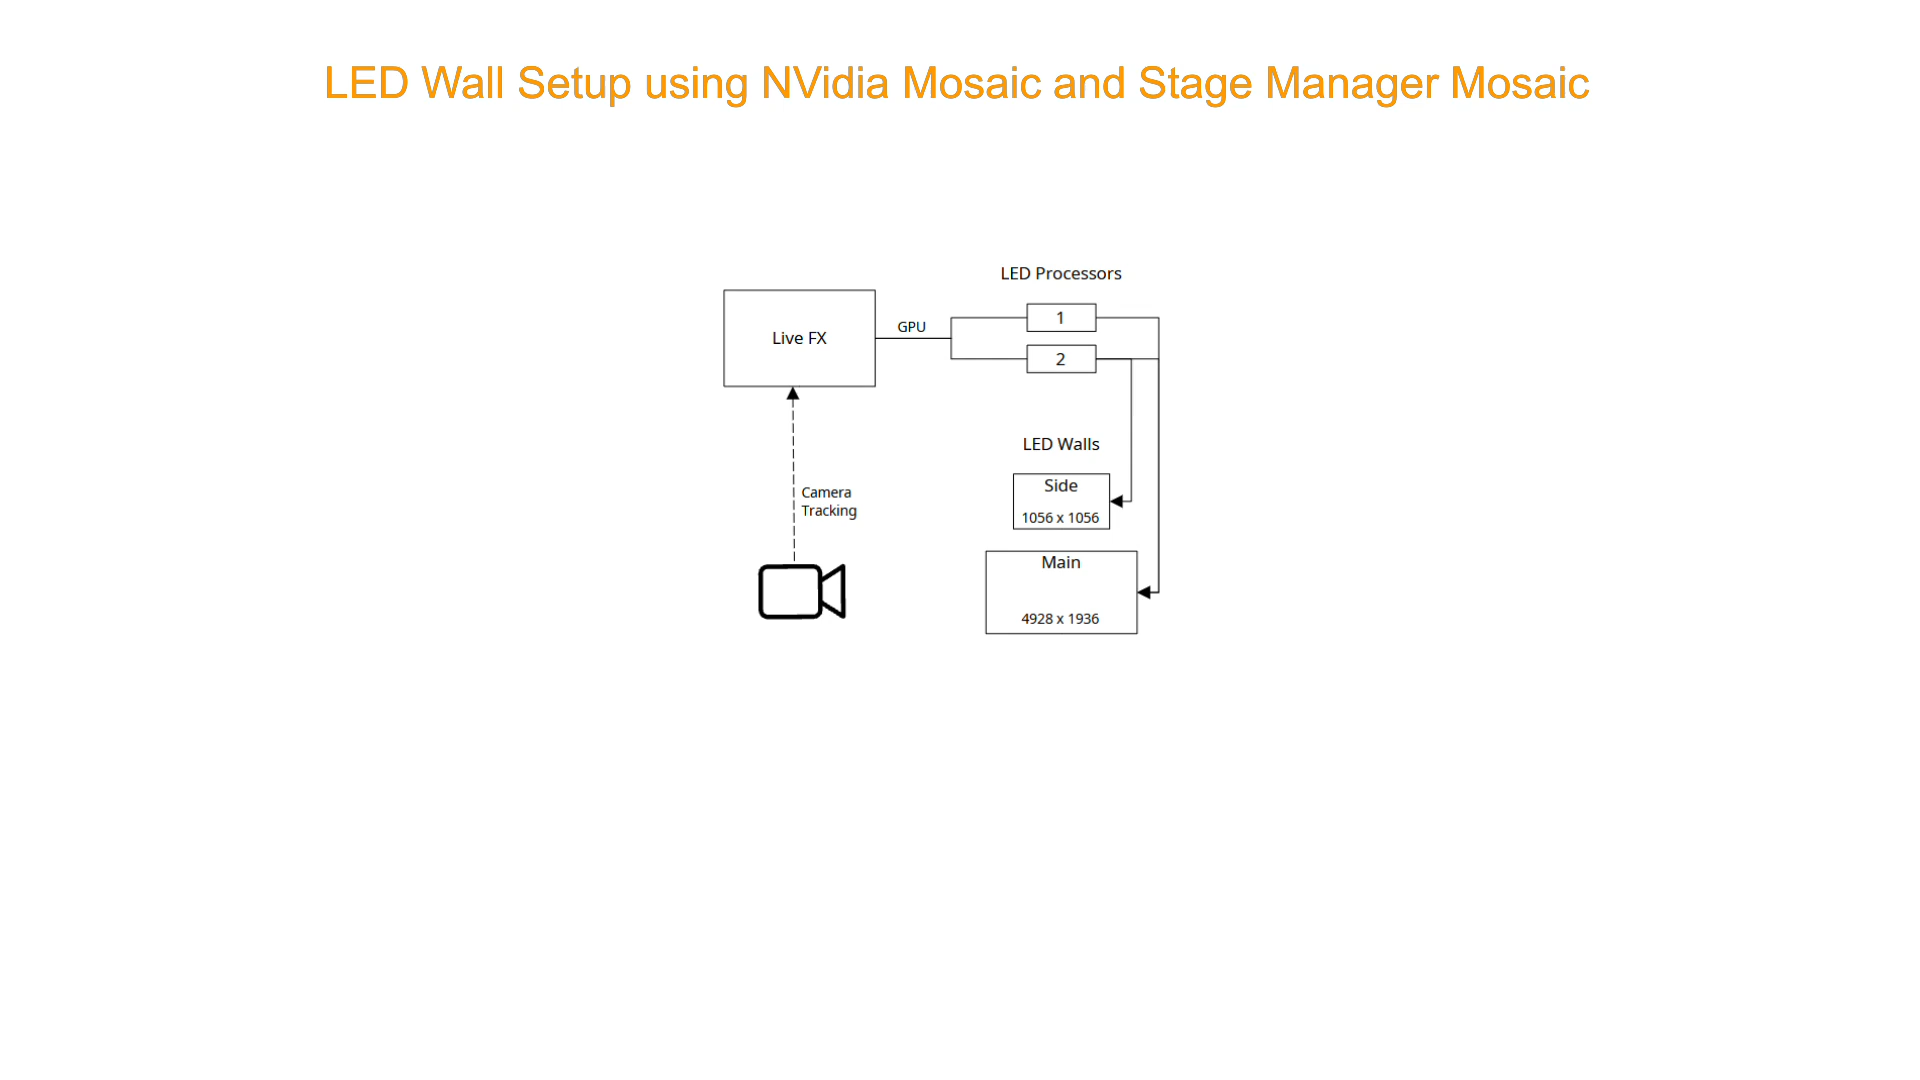 LED Wall Setup using NVidia Mosaic and Stage Manager Mosaic
LED Processors
1
GPU
Live FX
2
LED Walls
Side
Camera
Tracking
1056 x 1056
Main
4928 x 1936